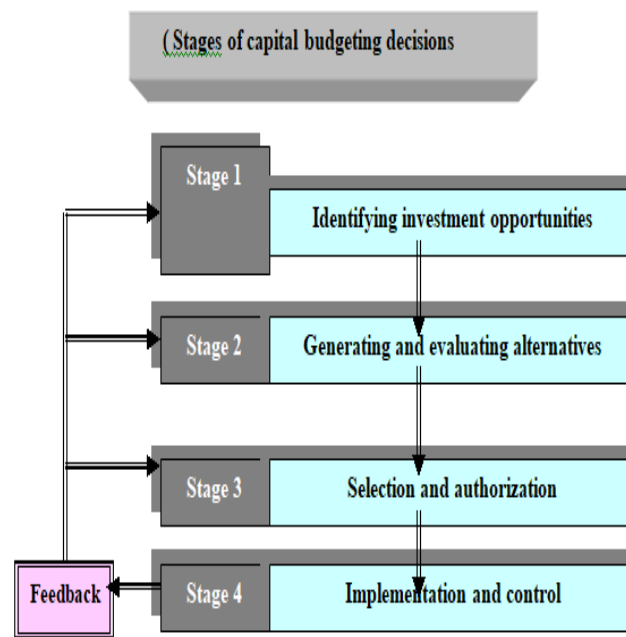 ( Stages of capital budgeting decisions
Stage 1
Identifying investment opportunities
Stage 2
Generating and evaluating alternatives
Stage 3
Selection and authorization
Feedback
Stage 4
Implementation and control